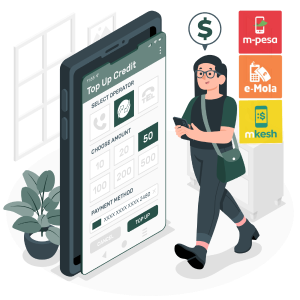 Top Up Credit
SELECT OPERATOR
CHOOSE AMOUNT
10 20 50
100 200 500
PAYMENT METHOD
XXXX XXXX XXXX 2482
TOP UP
$
m-pesa
e-Mola
mkesh